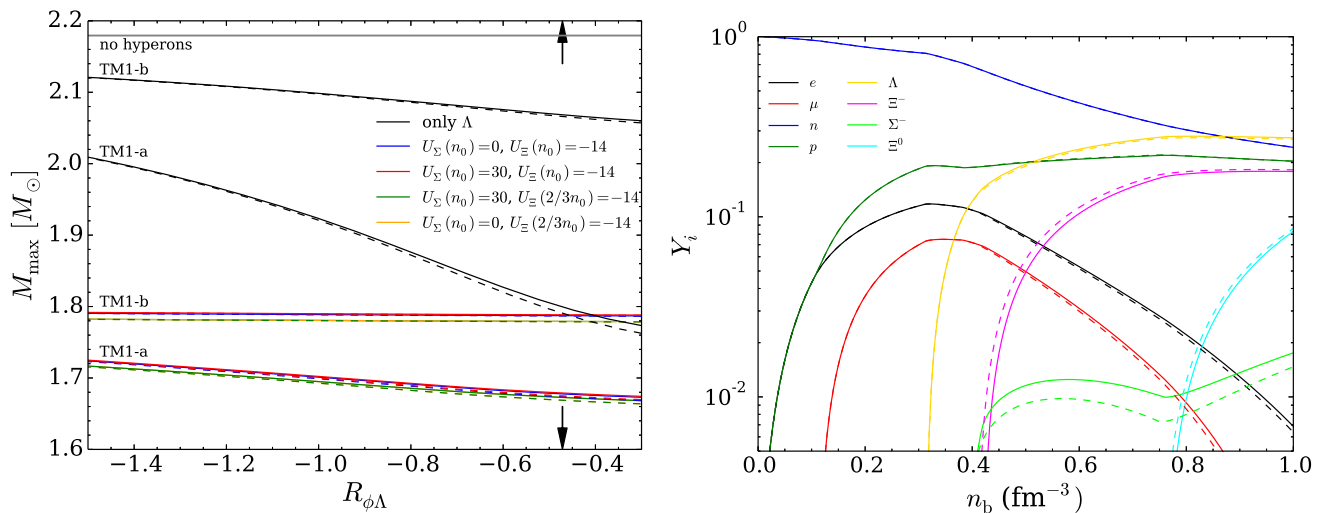 2.2
2.1
2.0
1.9
1.8
1.7
1.6
M_max [M_⊙]
no hyperons
TM1-b
TM1-a
TM1-b
TM1-a
only Λ
U_Σ(n_0)=0, U_Ξ(n_0)=−14
U_Σ(n_0)=30, U_Ξ(n_0)=−14
U_Σ(n_0)=30, U_Ξ(2/3n_0)=−14
U_Σ(n_0)=0, U_Ξ(2/3n_0)=−14
−1.4 −1.2 −1.0 −0.8 −0.6 −0.4
R_ϕΛ
10^0
10^−1
10^−2
Y_i
e Λ
μ Ξ^−
n Σ^−
p Ξ^0
0.0 0.2 0.4 0.6 0.8 1.0
n_b (fm^−3)